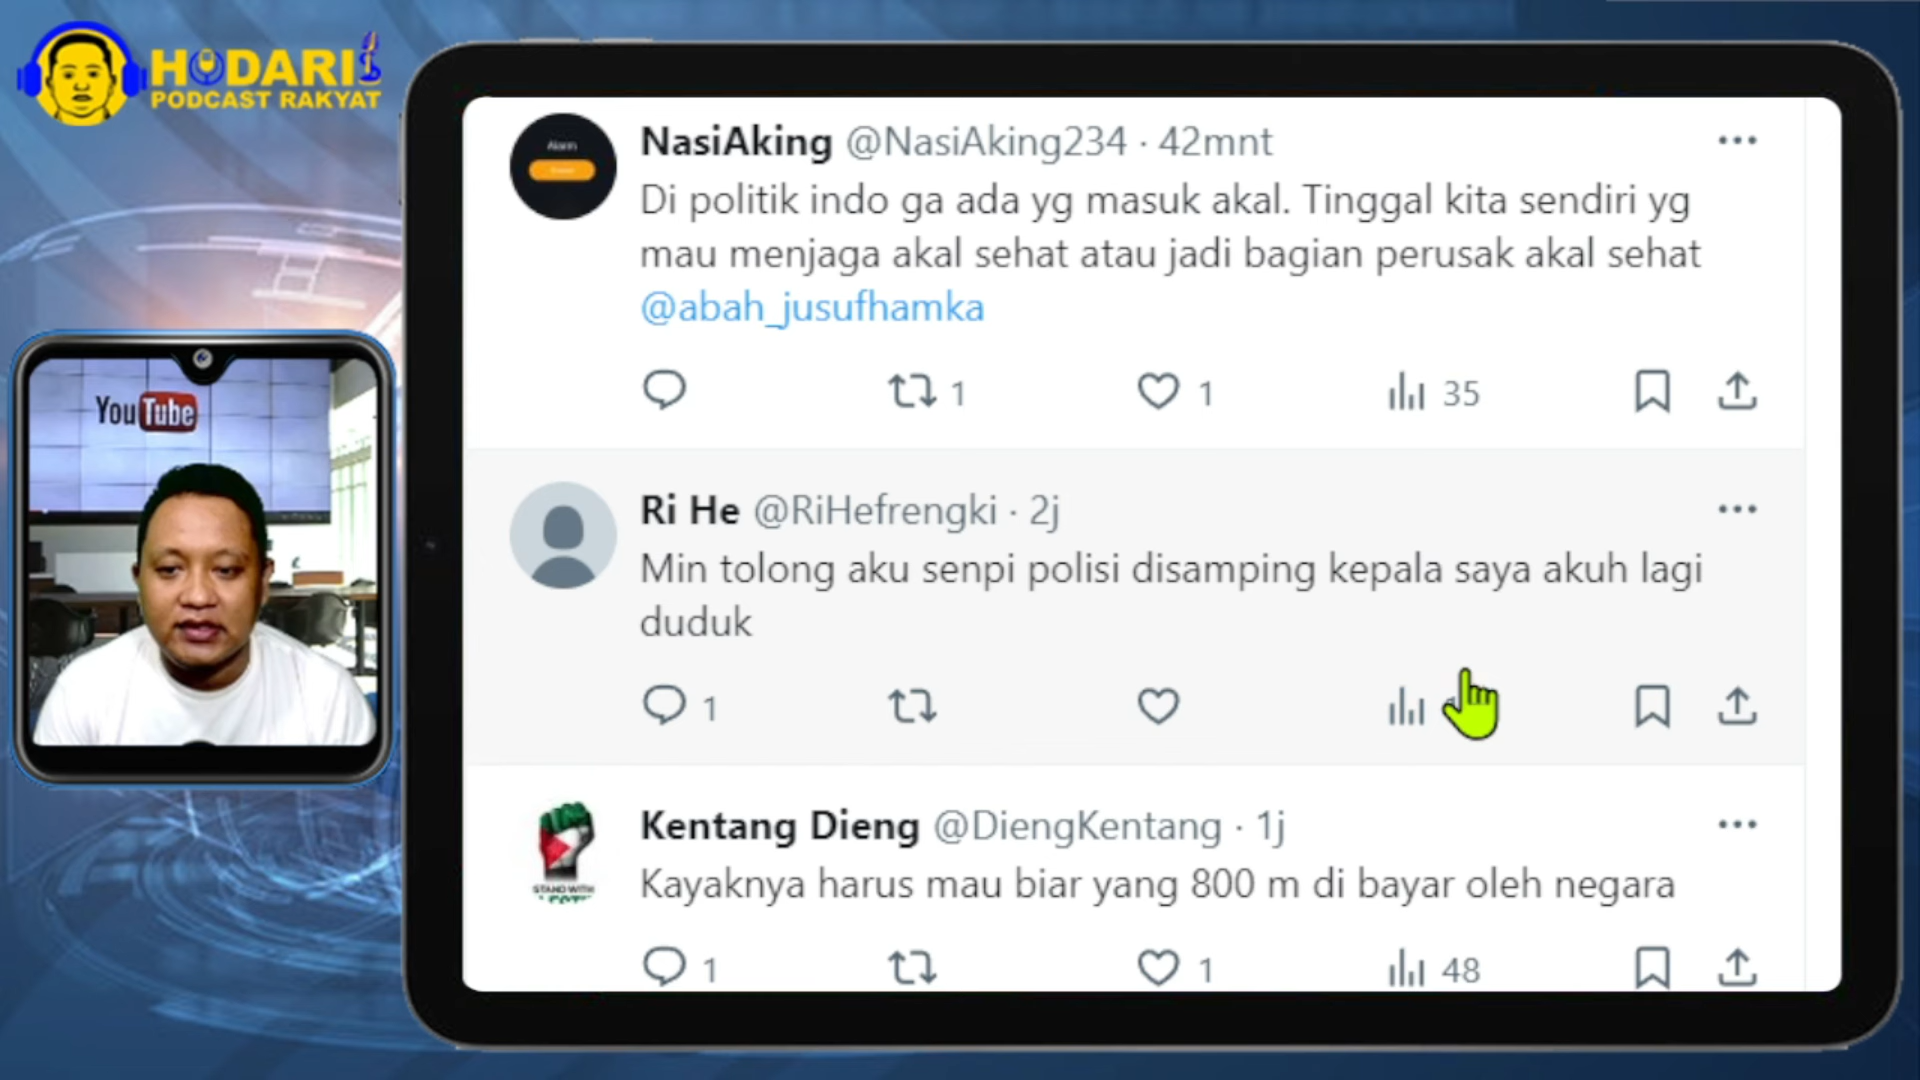 HODARI
PODCAST RAKYAT
YouTube
Alarm
NasiAking @NasiAking234 · 42mnt
Di politik indo ga ada yg masuk akal. Tinggal kita sendiri yg
mau menjaga akal sehat atau jadi bagian perusak akal sehat
@abah_jusufhamka
1 1 35
Ri He @RiHefrengki · 2j
Min tolong aku senpi polisi disamping kepala saya akuh lagi
duduk
1
STAND WITH
Kentang Dieng @DiengKentang · 1j
Kayaknya harus mau biar yang 800 m di bayar oleh negara
1 1 48